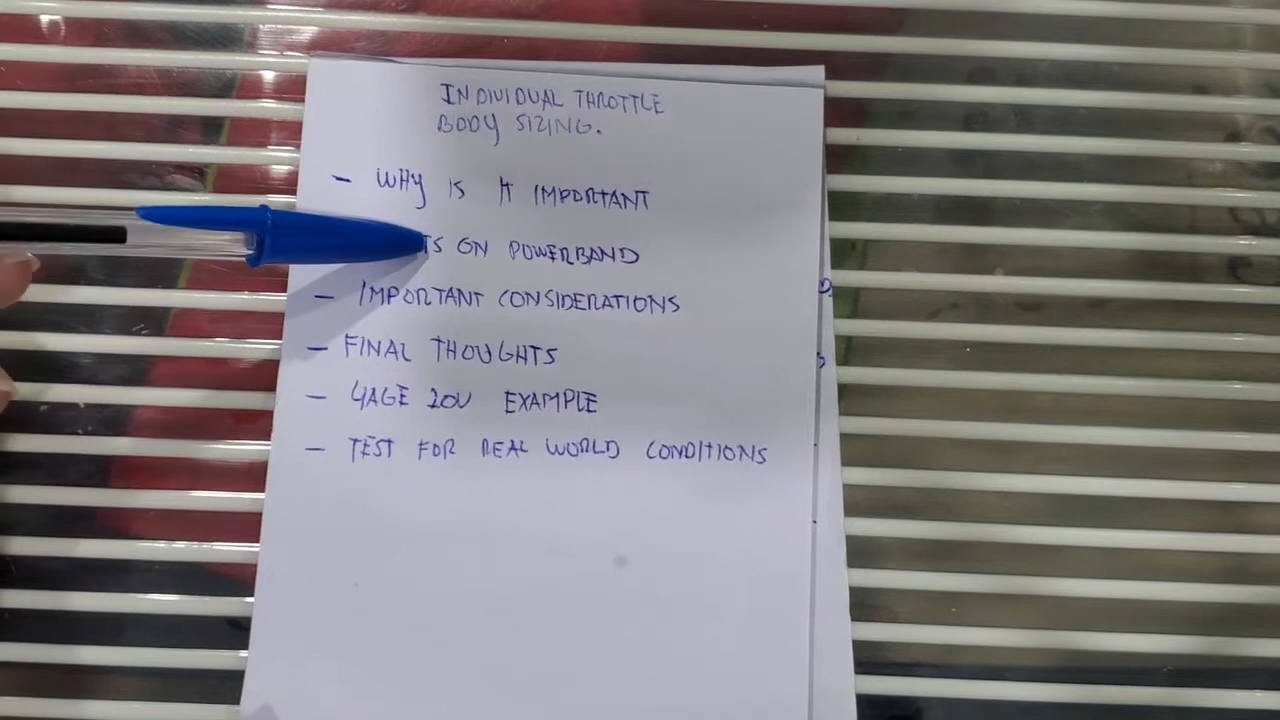 INDIVIDUAL THROTTLE
BODY SIZING.
- WHY IS IT IMPORTANT
ON POWERBAND
- IMPORTANT CONSIDERATIONS
- FINAL THOUGHTS
- 4AGE 20V EXAMPLE
- TEST FOR REAL WORLD CONDITIONS